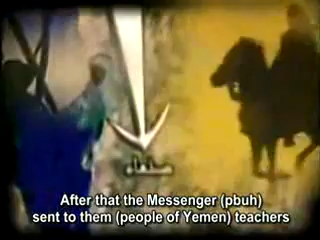 صنعاء
After that the Messenger (pbuh)
sent to them (people of Yemen) teachers